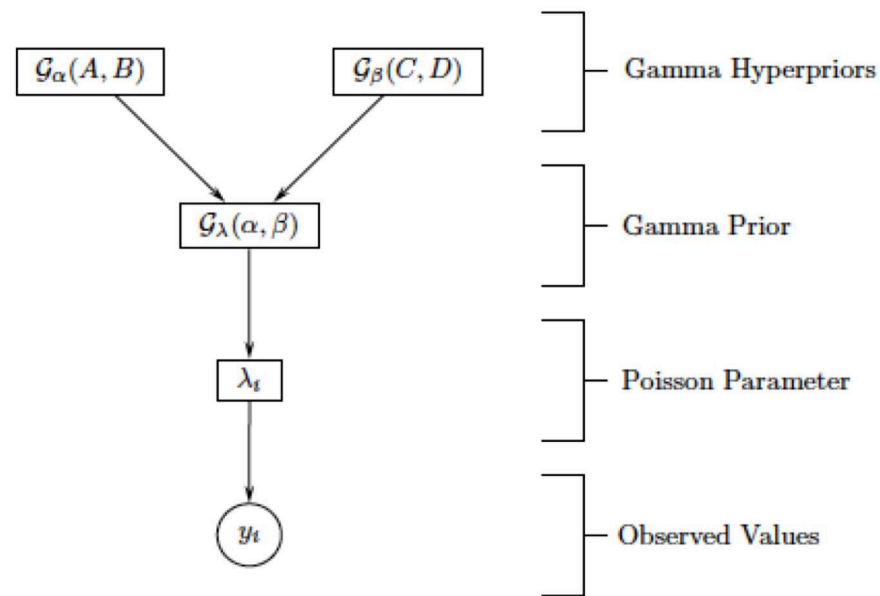 𝒢α(A, B)
𝒢β(C, D)
Gamma Hyperpriors
𝒢λ(α, β)
Gamma Prior
λi
Poisson Parameter
yi
Observed Values